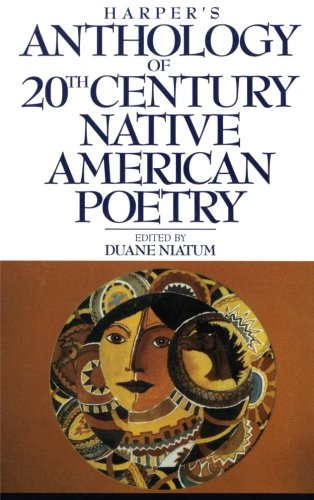 HARPER'S
ANTHOLOGY
OF
20TH CENTURY
NATIVE
AMERICAN
POETRY
EDITED BY
DUANE NIATUM